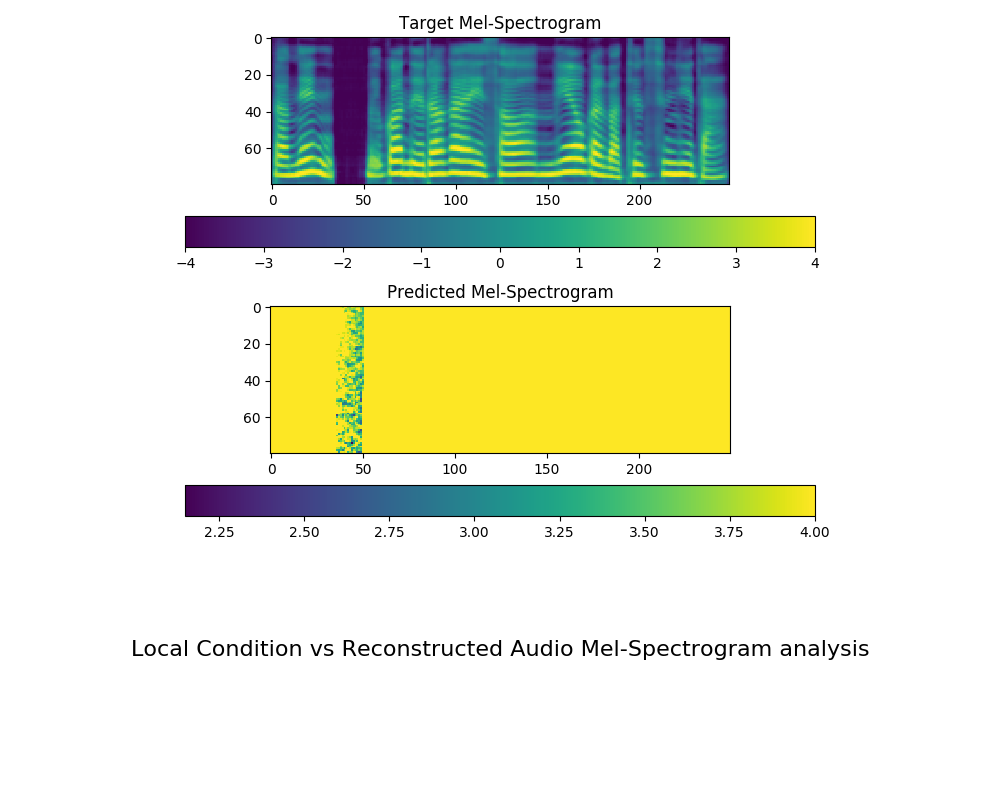 Target Mel-Spectrogram
0
20
40
60
0 50 100 150 200
−4 −3 −2 −1 0 1 2 3 4
Predicted Mel-Spectrogram
0
20
40
60
0 50 100 150 200
2.25 2.50 2.75 3.00 3.25 3.50 3.75 4.00
Local Condition vs Reconstructed Audio Mel-Spectrogram analysis